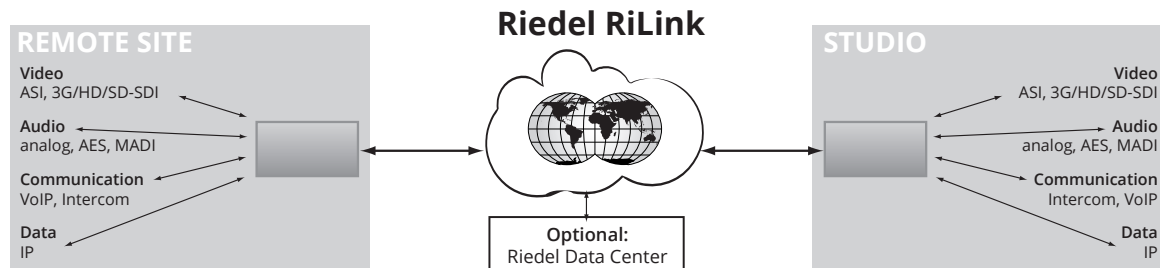 Riedel RiLink
REMOTE SITE
Video
ASI, 3G/HD/SD-SDI
Audio
analog, AES, MADI
Communication
VoIP, Intercom
Data
IP
Optional:
Riedel Data Center
STUDIO
Video
ASI, 3G/HD/SD-SDI
Audio
analog, AES, MADI
Communication
Intercom, VoIP
Data
IP